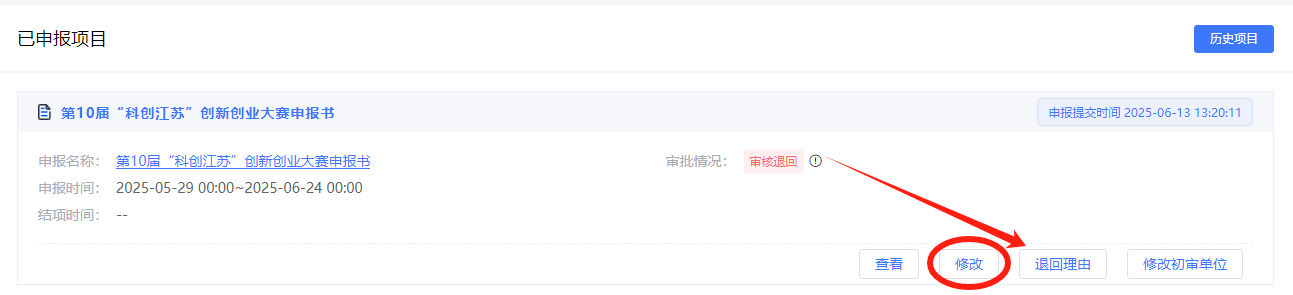 已申报项目
历史项目
第10届“科创江苏”创新创业大赛申报书
申报提交时间 2025-06-13 13:20:11
申报名称： 第10届“科创江苏”创新创业大赛申报书
审批情况： 审核退回
申报时间： 2025-05-29 00:00~2025-06-24 00:00
结项时间： --
查看 修改 退回理由 修改初审单位